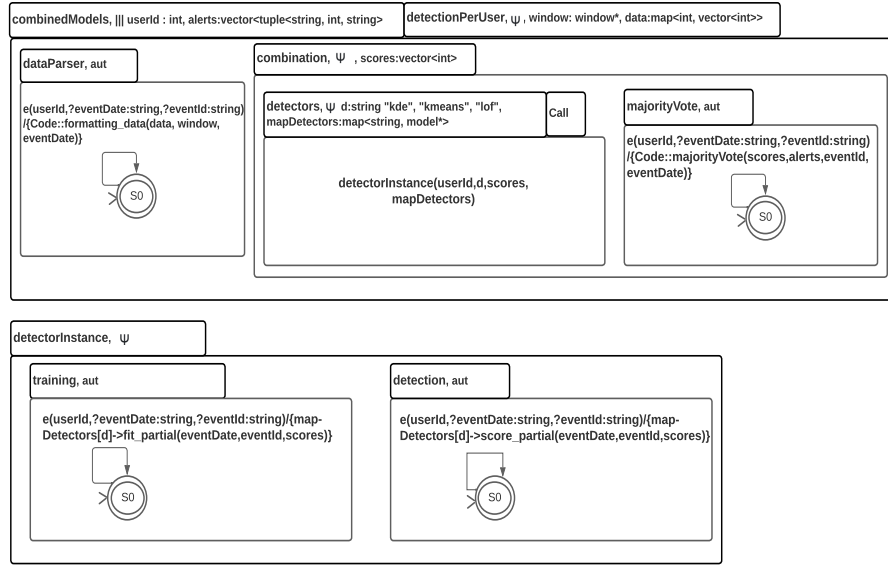 combinedModels, ||| userId : int, alerts:vector<tuple<string, int, string>
detectionPerUser, ψ , window: window*, data:map<int, vector<int>>
dataParser, aut
e(userId,?eventDate:string,?eventId:string)
/{Code::formatting_data(data, window,
eventDate)}
S0
combination, Ψ , scores:vector<int>
detectors, ψ d:string "kde", "kmeans", "lof",
mapDetectors:map<string, model*>
Call
detectorInstance(userId,d,scores,
mapDetectors)
majorityVote, aut
e(userId,?eventDate:string,?eventId:string)
/{Code::majorityVote(scores,alerts,eventId,
eventDate)}
S0
detectorInstance, ψ
training, aut
e(userId,?eventDate:string,?eventId:string)/{map-
Detectors[d]->fit_partial(eventDate,eventId,scores)}
S0
detection, aut
e(userId,?eventDate:string,?eventId:string)/{map-
Detectors[d]->score_partial(eventDate,eventId,scores)}
S0